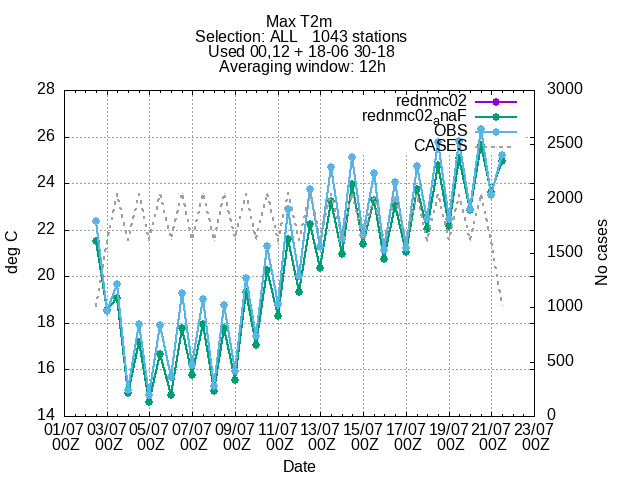 Max T2m
Selection: ALL   1043 stations
Used 00,12 + 18-06 30-18
Averaging window: 12h
28
26
24
22
20
18
16
14
deg C
3000
2500
2000
1500
1000
500
0
No cases
rednmc02
rednmc02anaF
OBS
CASES
01/07 03/07 05/07 07/07 09/07 11/07 13/07 15/07 17/07 19/07 21/07 23/07
00Z 00Z 00Z 00Z 00Z 00Z 00Z 00Z 00Z 00Z 00Z 00Z
Date